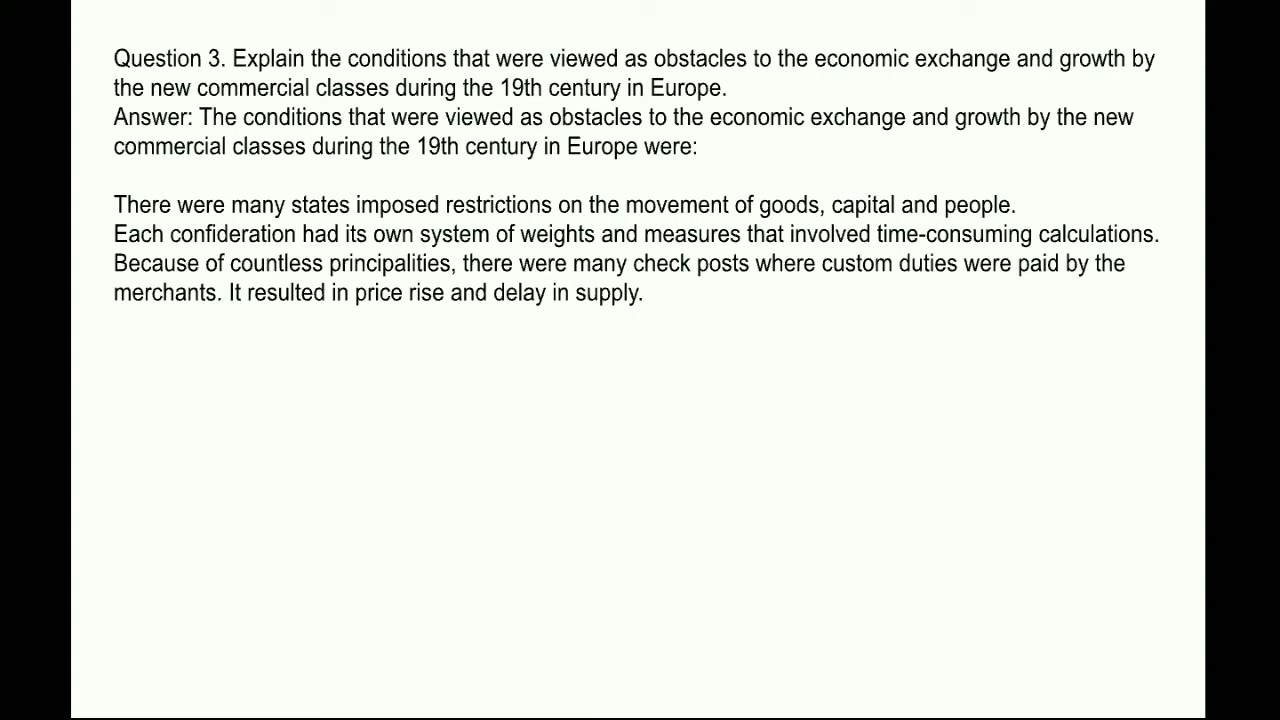 Question 3. Explain the conditions that were viewed as obstacles to the economic exchange and growth by
the new commercial classes during the 19th century in Europe.
Answer: The conditions that were viewed as obstacles to the economic exchange and growth by the new
commercial classes during the 19th century in Europe were:
There were many states imposed restrictions on the movement of goods, capital and people.
Each confideration had its own system of weights and measures that involved time-consuming calculations.
Because of countless principalities, there were many check posts where custom duties were paid by the
merchants. It resulted in price rise and delay in supply.